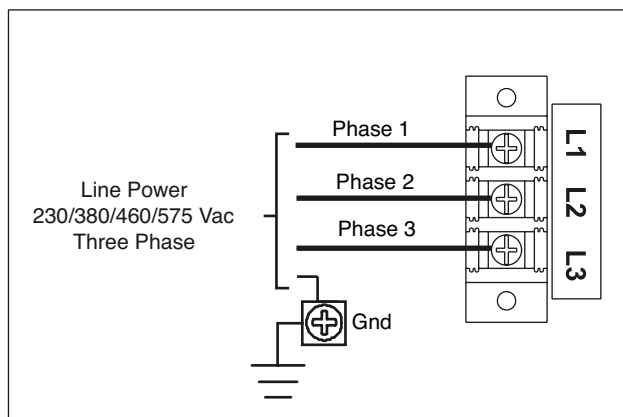 Phase 1
Phase 2
Phase 3
Line Power
230/380/460/575 Vac
Three Phase
Gnd
L1
L2
L3